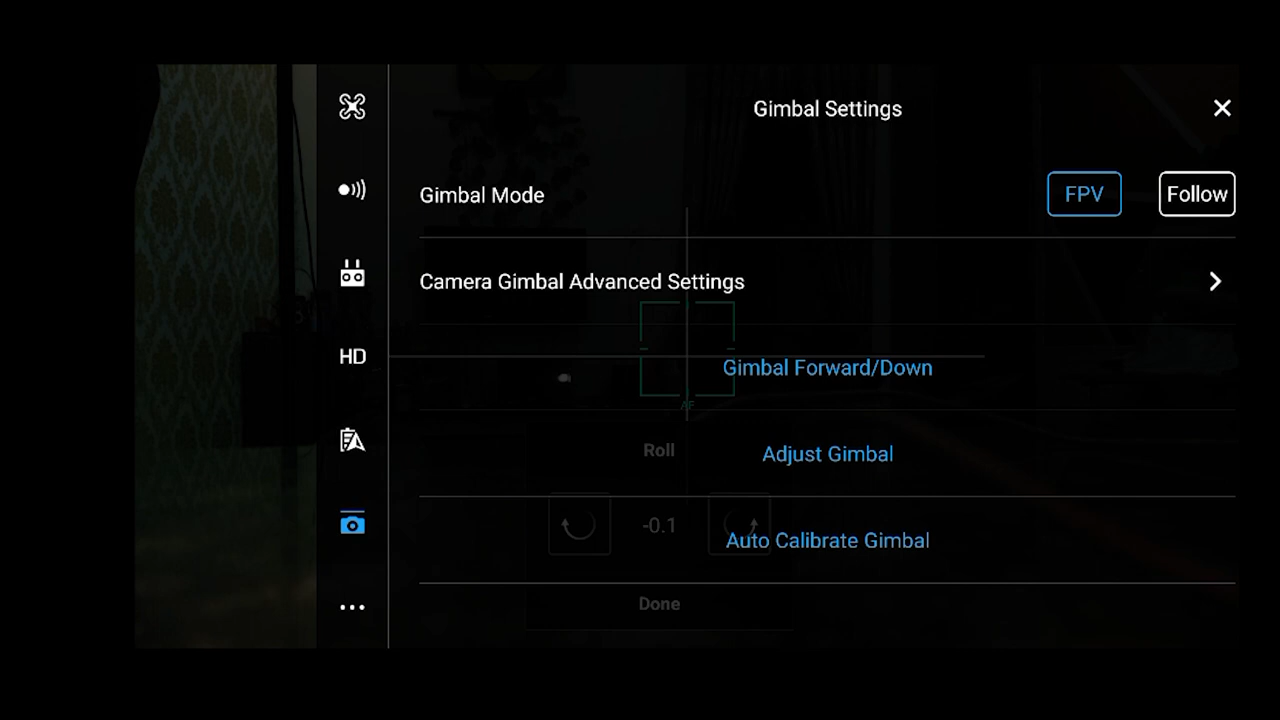 Gimbal Settings
Gimbal Mode
FPV
Follow
Camera Gimbal Advanced Settings
HD
Gimbal Forward/Down
AF
Roll
Adjust Gimbal
-0.1
Auto Calibrate Gimbal
Done